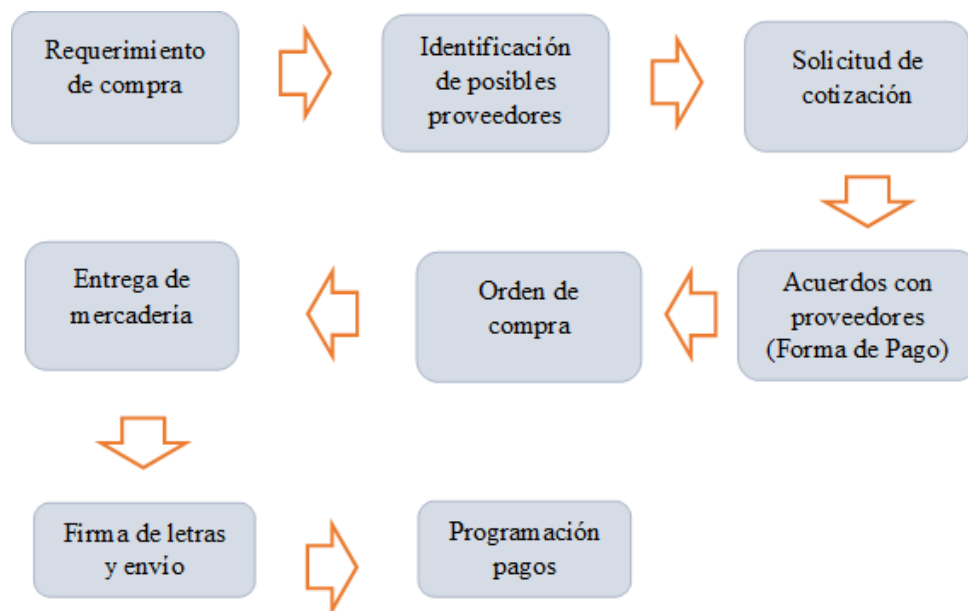 Requerimiento
de compra
Identificación
de posibles
proveedores
Solicitud de
cotización
Acuerdos con
proveedores
(Forma de Pago)
Orden de
compra
Entrega de
mercadería
Firma de letras
y envío
Programación
pagos